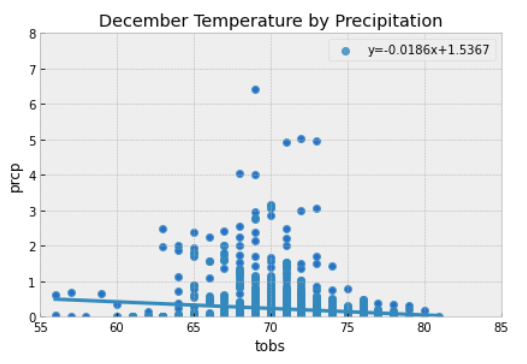 December Temperature by Precipitation
y=-0.0186x+1.5367
8
7
6
5
4
3
2
1
0
prcp
55 60 65 70 75 80 85
tobs